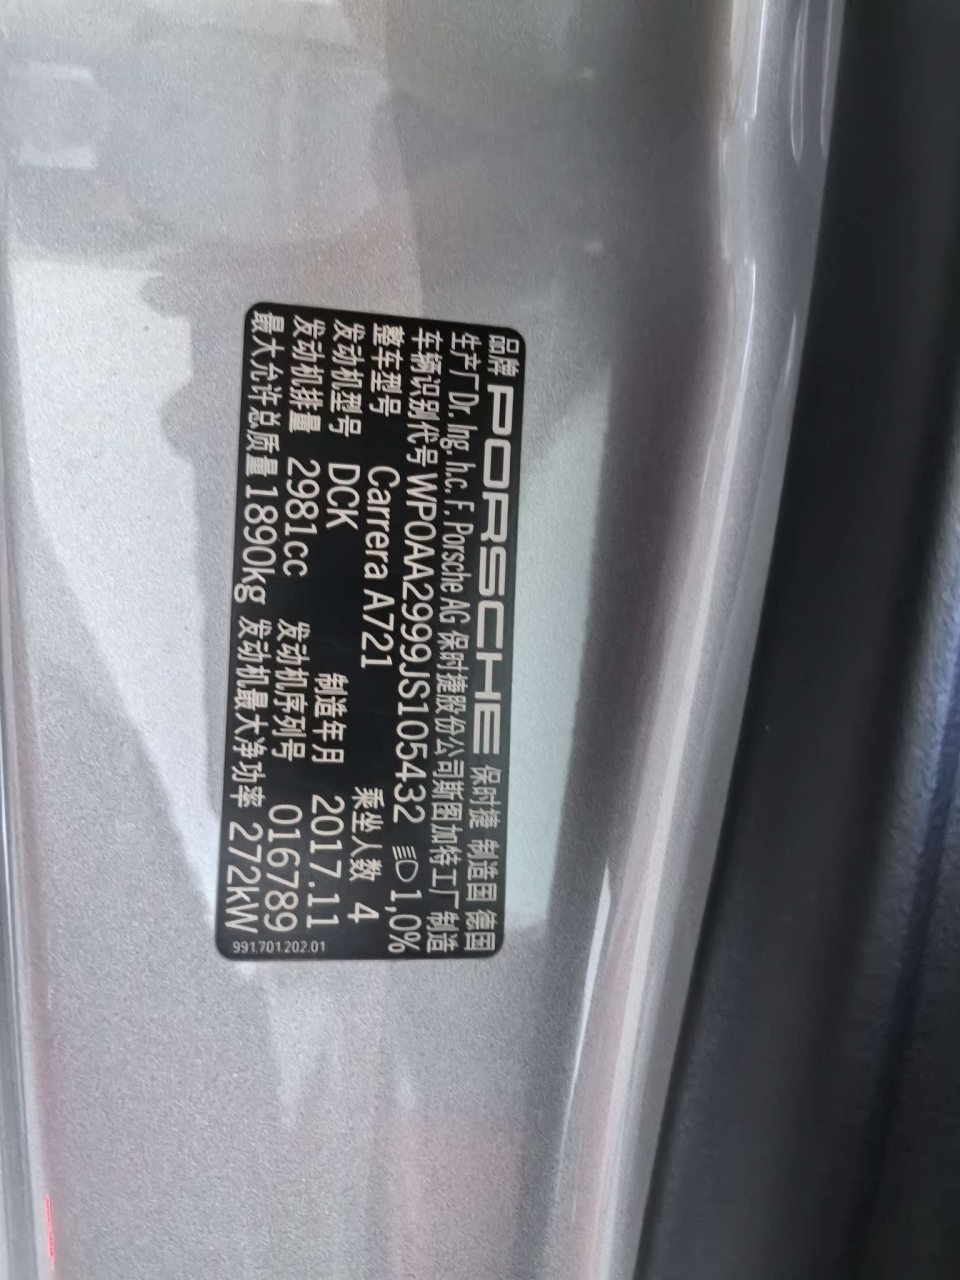 品牌 PORSCHE 保时捷 制造国 德国
生产厂Dr. Ing. h.c. F. Porsche AG 保时捷股份公司斯图加特工厂 制造
车辆识别代号 WP0AA2999JS105432 1,0%
整车型号 Carrera A721 乘坐人数 4
发动机型号 DCK 制造年月 2017.11
发动机排量 2981cc 发动机序列号 016789
最大允许总质量 1890kg 发动机最大净功率 272kW
991.701.202.01